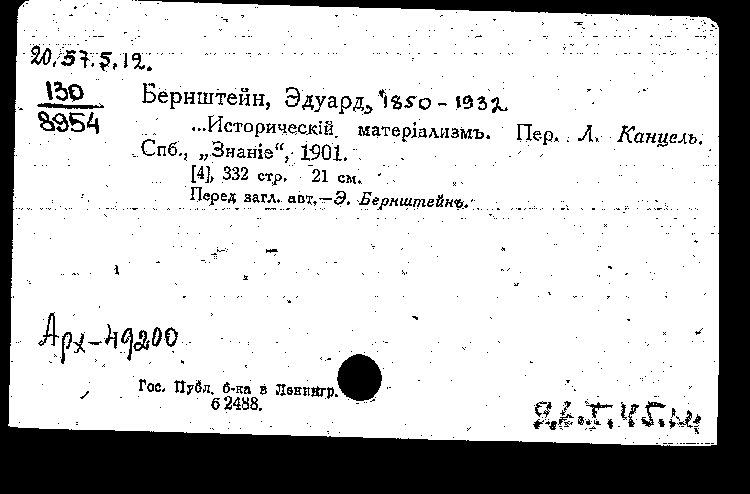 20.57.5.12.
130
8954
Бернштейн, Эдуард, 1850-1932
...Историческій матеріализмъ. Пер. Л. Канцель.
Спб., „Знаніе“, 1901.
[4], 332 стр. 21 см.
Перед загл. авт.—Э. Бернштейнъ.
Арх-49200
Гос. Публ. б-ка в Ленингр.
б 2488.